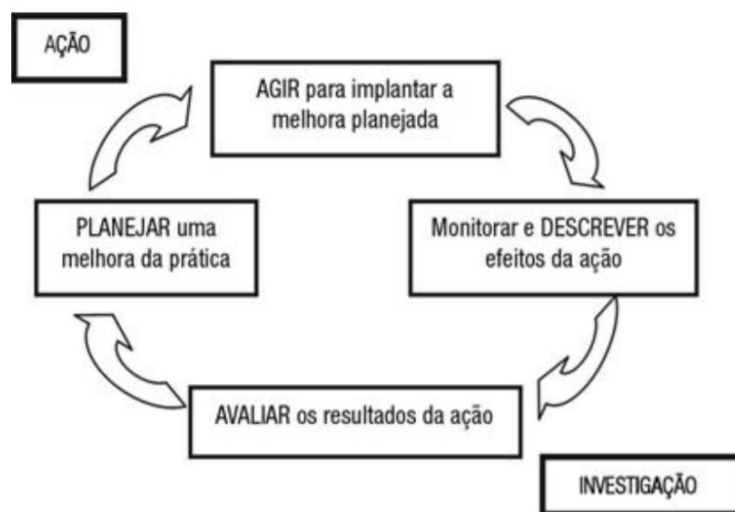 AÇÃO
AGIR para implantar a
melhora planejada
PLANEJAR uma
melhora da prática
Monitorar e DESCREVER os
efeitos da ação
AVALIAR os resultados da ação
INVESTIGAÇÃO